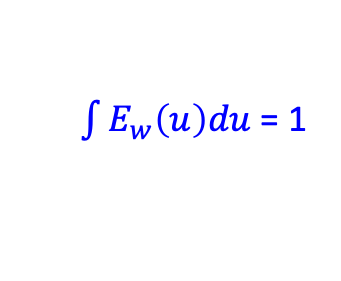 ∫ E_w(u)du = 1